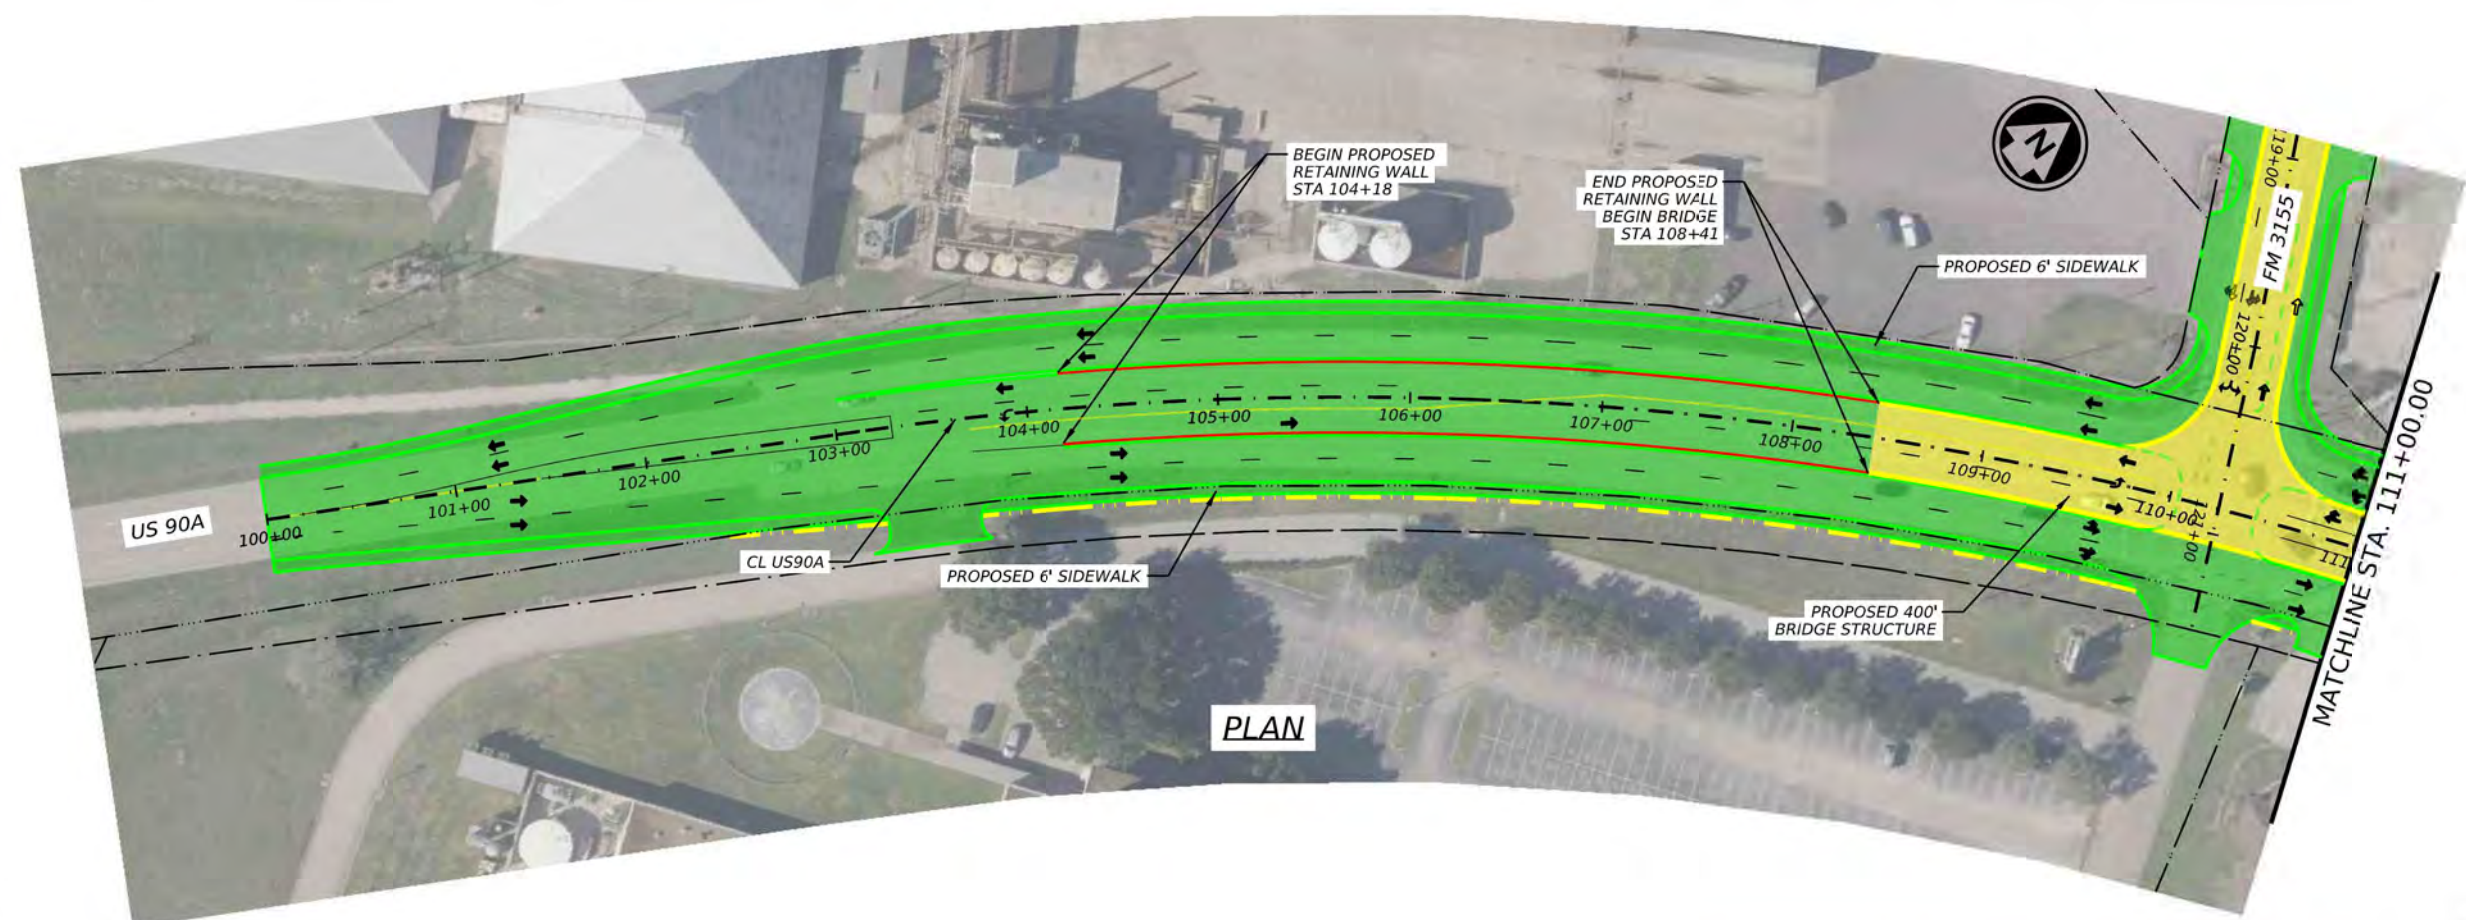 BEGIN PROPOSED
RETAINING WALL
STA 104+18
END PROPOSED
RETAINING WALL
BEGIN BRIDGE
STA 108+41
N
PROPOSED 6' SIDEWALK
119+00
FM 3155
120+00
121+00
US 90A
100+00
101+00
102+00
103+00
104+00
105+00
106+00
107+00
108+00
109+00
110+00
111
CL US90A
PROPOSED 6' SIDEWALK
PROPOSED 400'
BRIDGE STRUCTURE
MATCHLINE STA. 111+00.00
PLAN